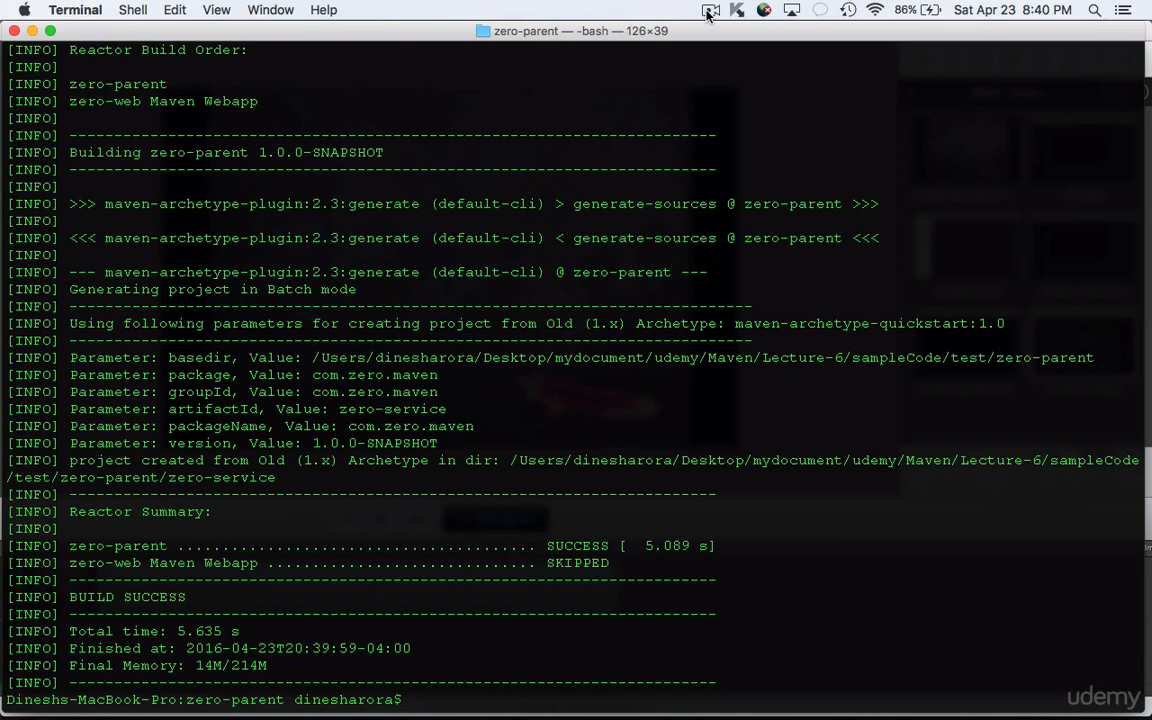 Terminal Shell Edit View Window Help 86% Sat Apr 23 8:40 PM
zero-parent — -bash — 126×39
[INFO] Reactor Build Order:
[INFO]
[INFO] zero-parent
[INFO] zero-web Maven Webapp
[INFO]
[INFO] ------------------------------------------------------------------------
[INFO] Building zero-parent 1.0.0-SNAPSHOT
[INFO] ------------------------------------------------------------------------
[INFO]
[INFO] >>> maven-archetype-plugin:2.3:generate (default-cli) > generate-sources @ zero-parent >>>
[INFO]
[INFO] <<< maven-archetype-plugin:2.3:generate (default-cli) < generate-sources @ zero-parent <<<
[INFO]
[INFO] --- maven-archetype-plugin:2.3:generate (default-cli) @ zero-parent ---
[INFO] Generating project in Batch mode
[INFO] ----------------------------------------------------------------------------
[INFO] Using following parameters for creating project from Old (1.x) Archetype: maven-archetype-quickstart:1.0
[INFO] ----------------------------------------------------------------------------
[INFO] Parameter: basedir, Value: /Users/dinesharora/Desktop/mydocument/udemy/Maven/Lecture-6/sampleCode/test/zero-parent
[INFO] Parameter: package, Value: com.zero.maven
[INFO] Parameter: groupId, Value: com.zero.maven
[INFO] Parameter: artifactId, Value: zero-service
[INFO] Parameter: packageName, Value: com.zero.maven
[INFO] Parameter: version, Value: 1.0.0-SNAPSHOT
[INFO] project created from Old (1.x) Archetype in dir: /Users/dinesharora/Desktop/mydocument/udemy/Maven/Lecture-6/sampleCode
/test/zero-parent/zero-service
[INFO] ------------------------------------------------------------------------
[INFO] Reactor Summary:
[INFO]
[INFO] zero-parent ........................................ SUCCESS [  5.089 s]
[INFO] zero-web Maven Webapp .............................. SKIPPED
[INFO] ------------------------------------------------------------------------
[INFO] BUILD SUCCESS
[INFO] ------------------------------------------------------------------------
[INFO] Total time: 5.635 s
[INFO] Finished at: 2016-04-23T20:39:59-04:00
[INFO] Final Memory: 14M/214M
[INFO] ------------------------------------------------------------------------
Dineshs-MacBook-Pro:zero-parent dinesharora$
udemy